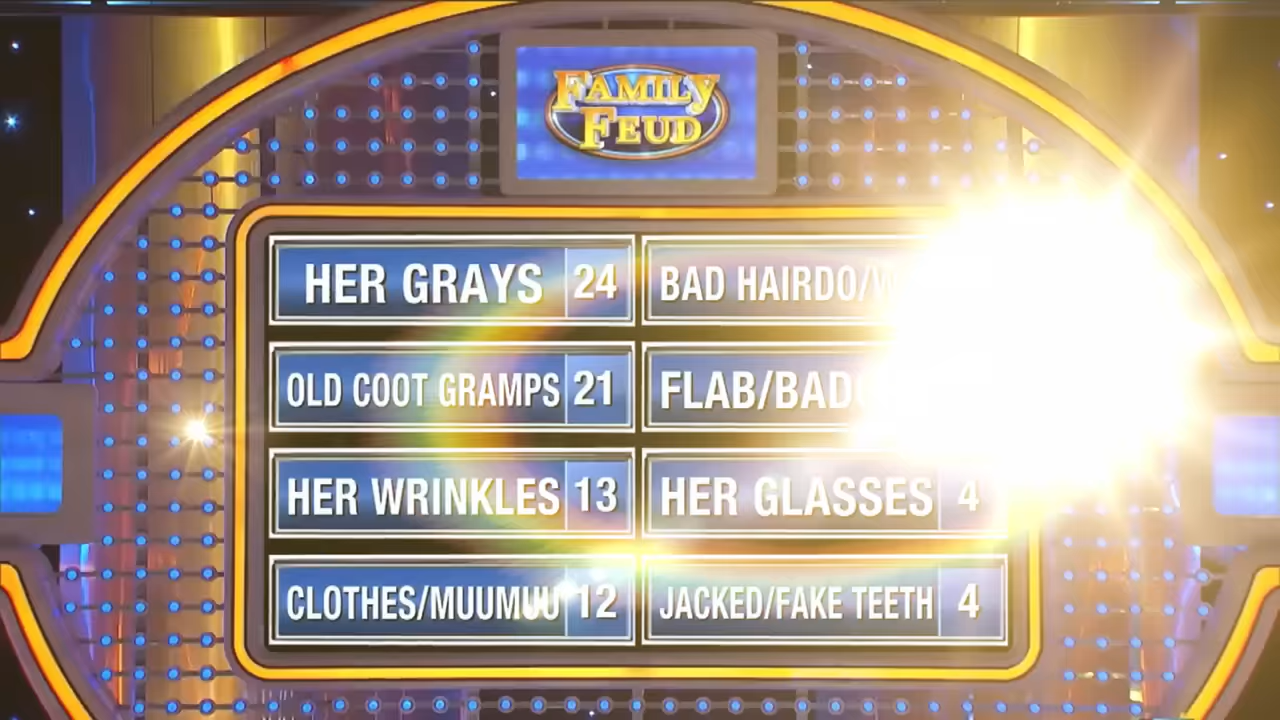 FAMILY
FEUD
HER GRAYS 24
BAD HAIRDO/
OLD COOT GRAMPS 21
FLAB/
HER WRINKLES 13
HER GLASSES 4
CLOTHES/MUUMUU 12
JACKED/FAKE TEETH 4